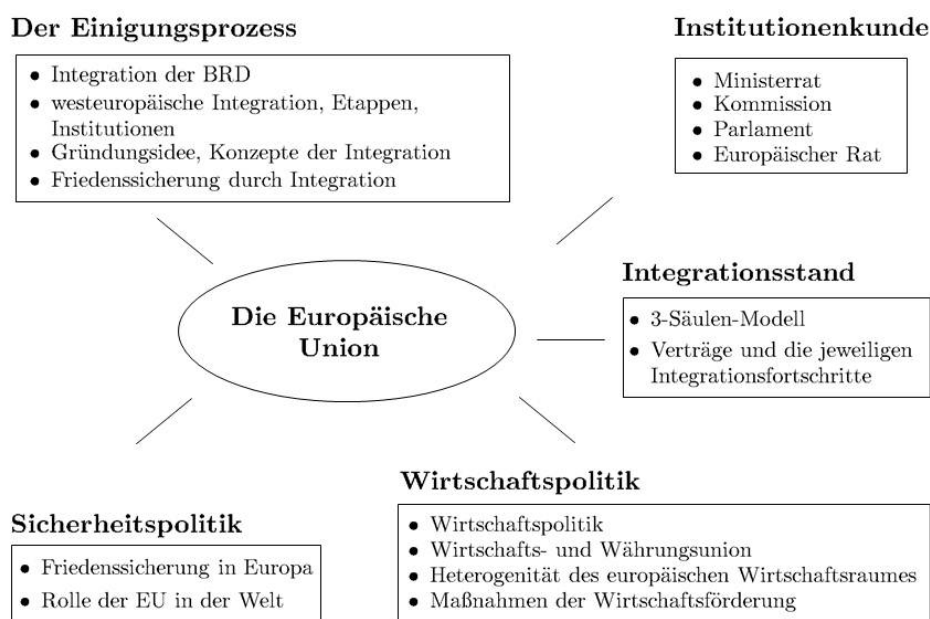 Der Einigungsprozess
• Integration der BRD
• westeuropäische Integration, Etappen,
Institutionen
• Gründungsidee, Konzepte der Integration
• Friedenssicherung durch Integration
Institutionenkunde
• Ministerrat
• Kommission
• Parlament
• Europäischer Rat
Die Europäische
Union
Integrationsstand
• 3-Säulen-Modell
• Verträge und die jeweiligen
Integrationsfortschritte
Sicherheitspolitik
• Friedenssicherung in Europa
• Rolle der EU in der Welt
Wirtschaftspolitik
• Wirtschaftspolitik
• Wirtschafts- und Währungsunion
• Heterogenität des europäischen Wirtschaftsraumes
• Maßnahmen der Wirtschaftsförderung